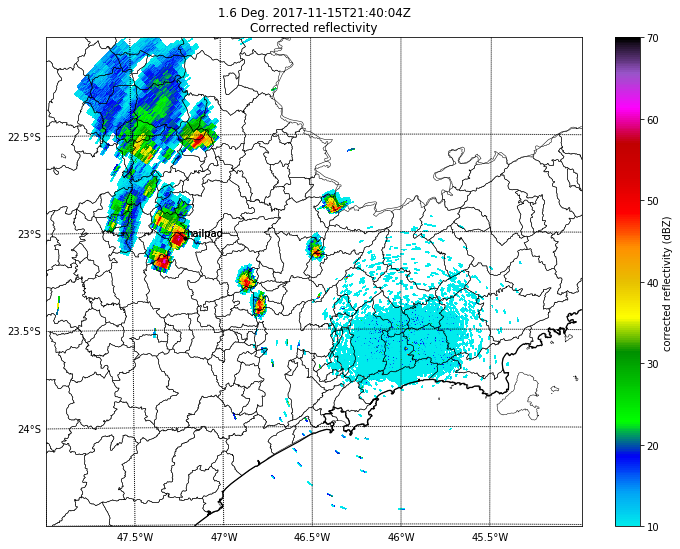 1.6 Deg. 2017-11-15T21:40:04Z
Corrected reflectivity
70
60
50
40
30
20
10
corrected reflectivity (dBZ)
22.5°S
23°S
23.5°S
24°S
hailpad
47.5°W
47°W
46.5°W
46°W
45.5°W